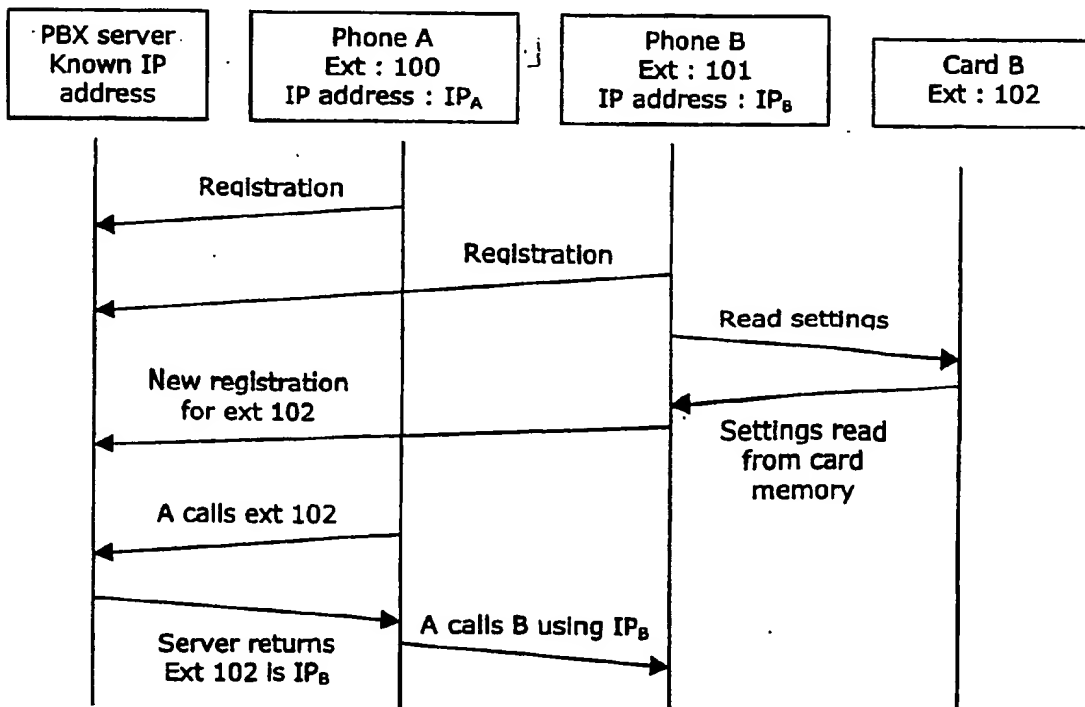 PBX server
Known IP
address
Phone A
Ext : 100
IP address : IPA
Phone B
Ext : 101
IP address : IPB
Card B
Ext : 102
Registration
Registration
Read settings
New registration
for ext 102
Settings read
from card
memory
A calls ext 102
Server returns
Ext 102 is IPB
A calls B using IPB